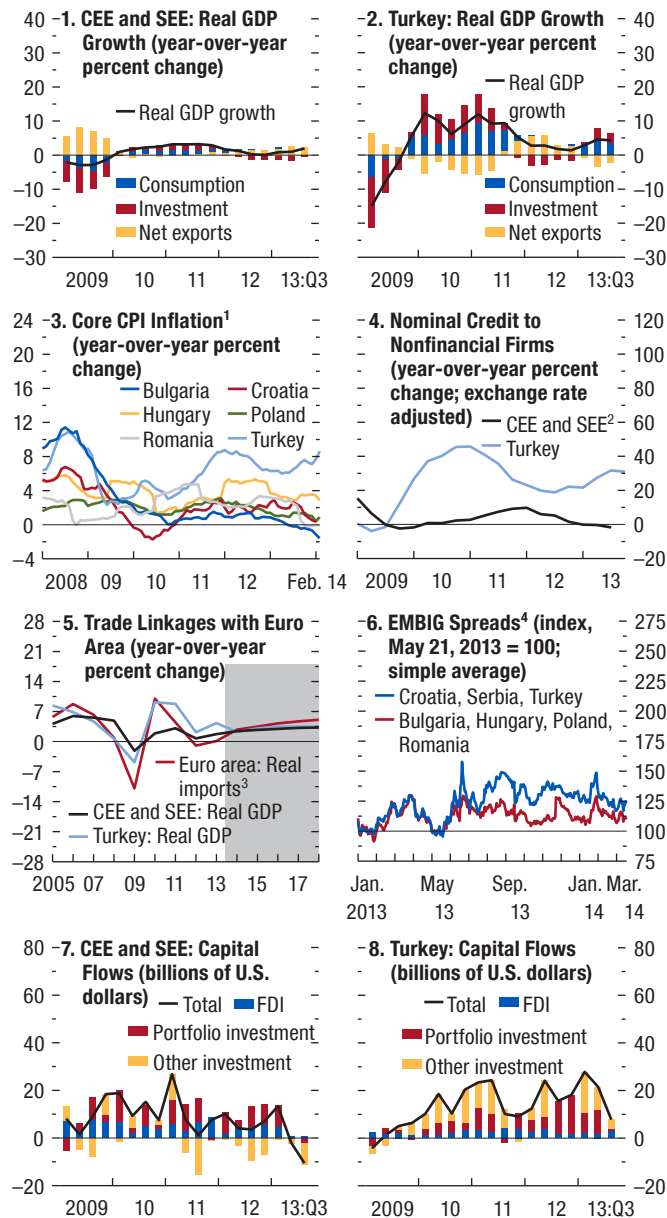 1. CEE and SEE: Real GDP
Growth (year-over-year
percent change)
Real GDP growth
Consumption
Investment
Net exports
40
30
20
10
0
–10
–20
–30
2009 10 11 12 13:Q3
2. Turkey: Real GDP Growth
(year-over-year percent
change)
Real GDP
growth
Consumption
Investment
Net exports
40
30
20
10
0
–10
–20
–30
2009 10 11 12 13:Q3
3. Core CPI Inflation1
(year-over-year percent
change)
Bulgaria Croatia
Hungary Poland
Romania Turkey
24
20
16
12
8
4
0
–4
2008 09 10 11 12 Feb. 14
4. Nominal Credit to
Nonfinancial Firms
(year-over-year percent
change; exchange rate
adjusted)
CEE and SEE2
Turkey
120
100
80
60
40
20
0
–20
2009 10 11 12 13
5. Trade Linkages with Euro
Area (year-over-year
percent change)
Euro area: Real
imports3
CEE and SEE: Real GDP
Turkey: Real GDP
28
21
14
7
0
–7
–14
–21
–28
2005 07 09 11 13 15 17
6. EMBIG Spreads4 (index,
May 21, 2013 = 100;
simple average)
Croatia, Serbia, Turkey
Bulgaria, Hungary, Poland,
Romania
275
250
225
200
175
150
125
100
75
Jan. May Sep. Jan. Mar.
2013 13 13 14 14
7. CEE and SEE: Capital
Flows (billions of U.S.
dollars)
Total FDI
Portfolio investment
Other investment
80
60
40
20
0
–20
2009 10 11 12 13:Q3
8. Turkey: Capital Flows
(billions of U.S. dollars)
Total FDI
Portfolio investment
Other investment
80
60
40
20
0
–20
2009 10 11 12 13:Q3